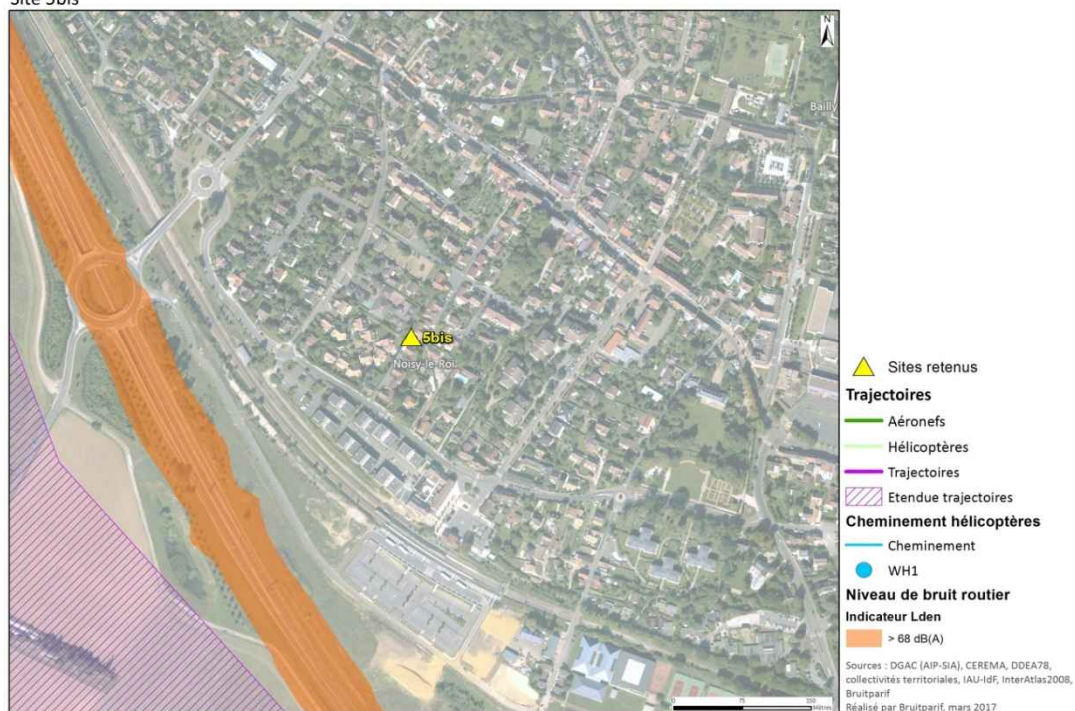 Site 5bis
N
Bailly
5bis
Noisy-le-Roi
Sites retenus
Trajectoires
Aéronefs
Hélicoptères
Trajectoires
Etendue trajectoires
Cheminement hélicoptères
Cheminement
WH1
Niveau de bruit routier
Indicateur Lden
> 68 dB(A)
Sources : DGAC (AIP-SIA), CEREMA, DDEA78,
collectivités territoriales, IAU-IdF, InterAtlas2008,
Bruitparif
Réalisé par Bruitparif, mars 2017
0 75 150
Mètres